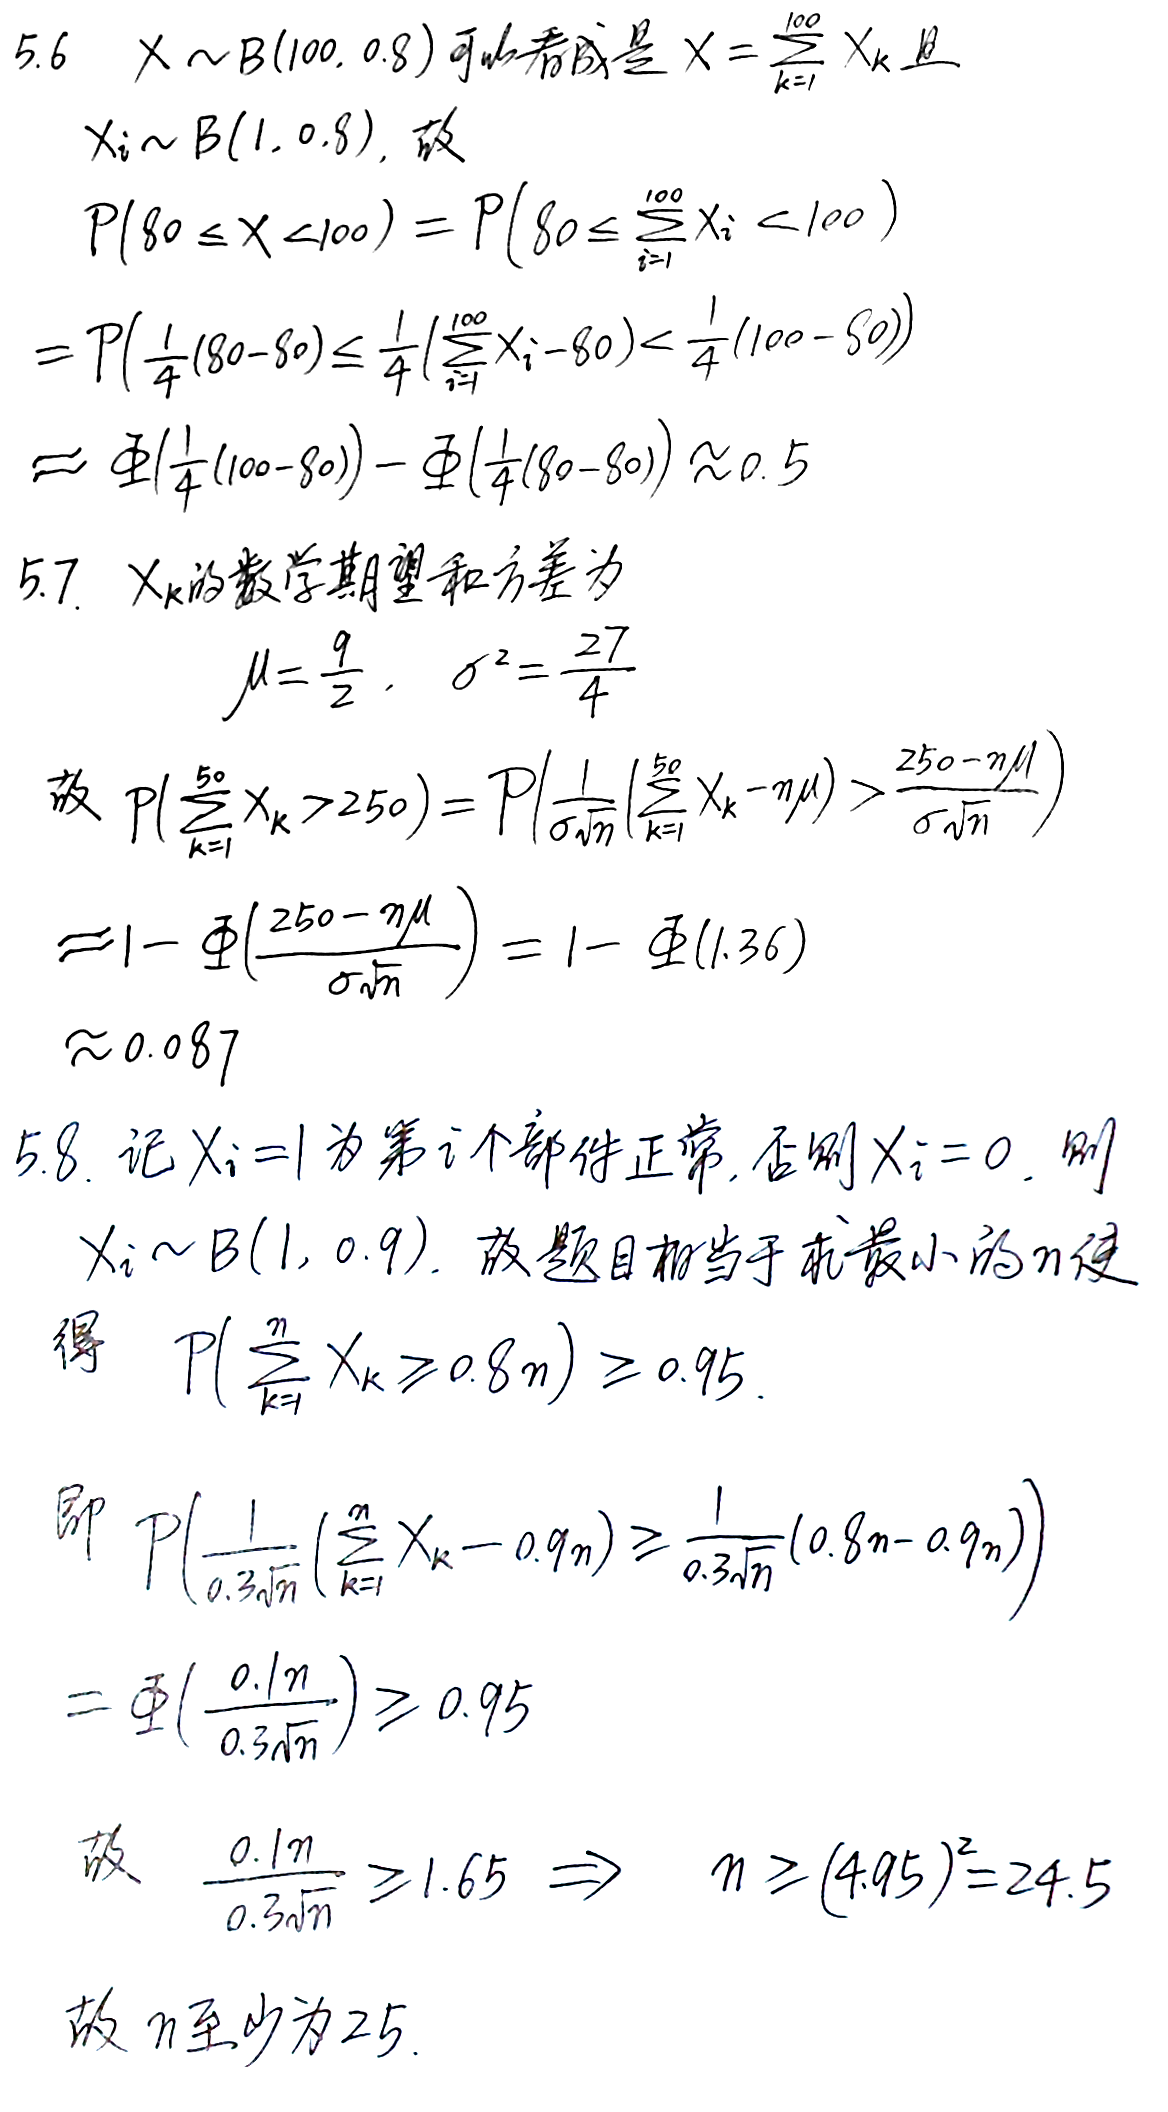 5.6 X ~ B(100, 0.8) 可以看成是 X = ∑_{k=1}^{100} X_k 且
X_i ~ B(1, 0.8), 故
P(80 ≤ X < 100) = P(80 ≤ ∑_{i=1}^{100} X_i < 100)
= P(1/4(80-80) ≤ 1/4(∑_{i=1}^{100} X_i - 80) < 1/4(100-80))
≈ Φ(1/4(100-80)) - Φ(1/4(80-80)) ≈ 0.5
5.7. X_k的数学期望和方差为
μ = 9/2, σ² = 27/4
故 P(∑_{k=1}^{50} X_k > 250) = P(1/(σ√n) (∑_{k=1}^{50} X_k - nμ) > (250-nμ)/(σ√n))
≈ 1 - Φ((250-nμ)/(σ√n)) = 1 - Φ(1.36)
≈ 0.087
5.8. 记 X_i = 1 为第 i 个部件正常, 否则 X_i = 0. 则
X_i ~ B(1, 0.9). 故题目相当于求最小的 n 使
得 P(∑_{k=1}^{n} X_k ≥ 0.8n) ≥ 0.95.
即 P(1/(0.3√n) (∑_{k=1}^{n} X_k - 0.9n) ≥ 1/(0.3√n) (0.8n - 0.9n))
= Φ(0.1n/(0.3√n)) ≥ 0.95
故 0.1n/(0.3√n) ≥ 1.65 ⇒ n ≥ (4.95)² = 24.5
故 n 至少为 25.